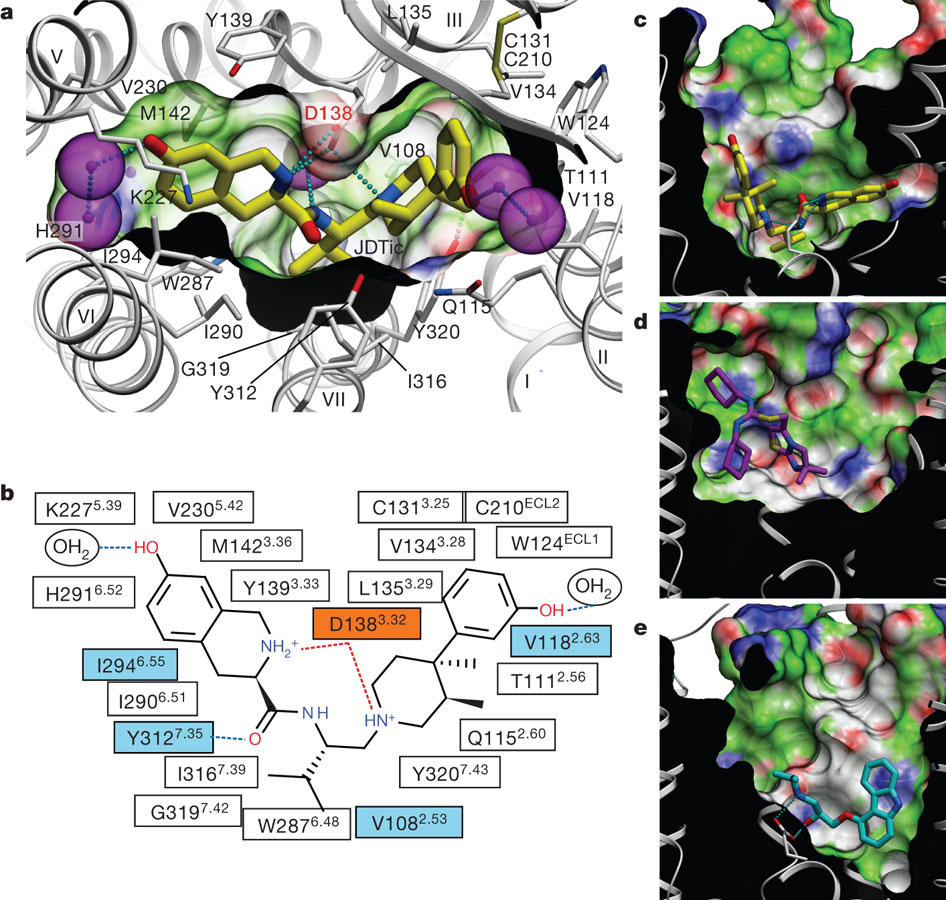 a
Y139
L135
III
C131
C210
V134
V
V230
M142
D138
W124
V108
K227
T111
V118
H291
JDTic
I294
W287
VI
I290
Q115
Y320
G319
Y312
I316
VII
I
II
b
K227^5.39
V230^5.42
C131^3.25
C210^ECL2
OH₂
HO
M142^3.36
V134^3.28
W124^ECL1
H291^6.52
Y139^3.33
L135^3.29
OH₂
D138^3.32
OH
V118^2.63
I294^6.55
NH₂⁺
T111^2.56
I290^6.51
Y312^7.35
O
NH
HN⁺
Q115^2.60
I316^7.39
Y320^7.43
G319^7.42
W287^6.48
V108^2.53
c
d
e